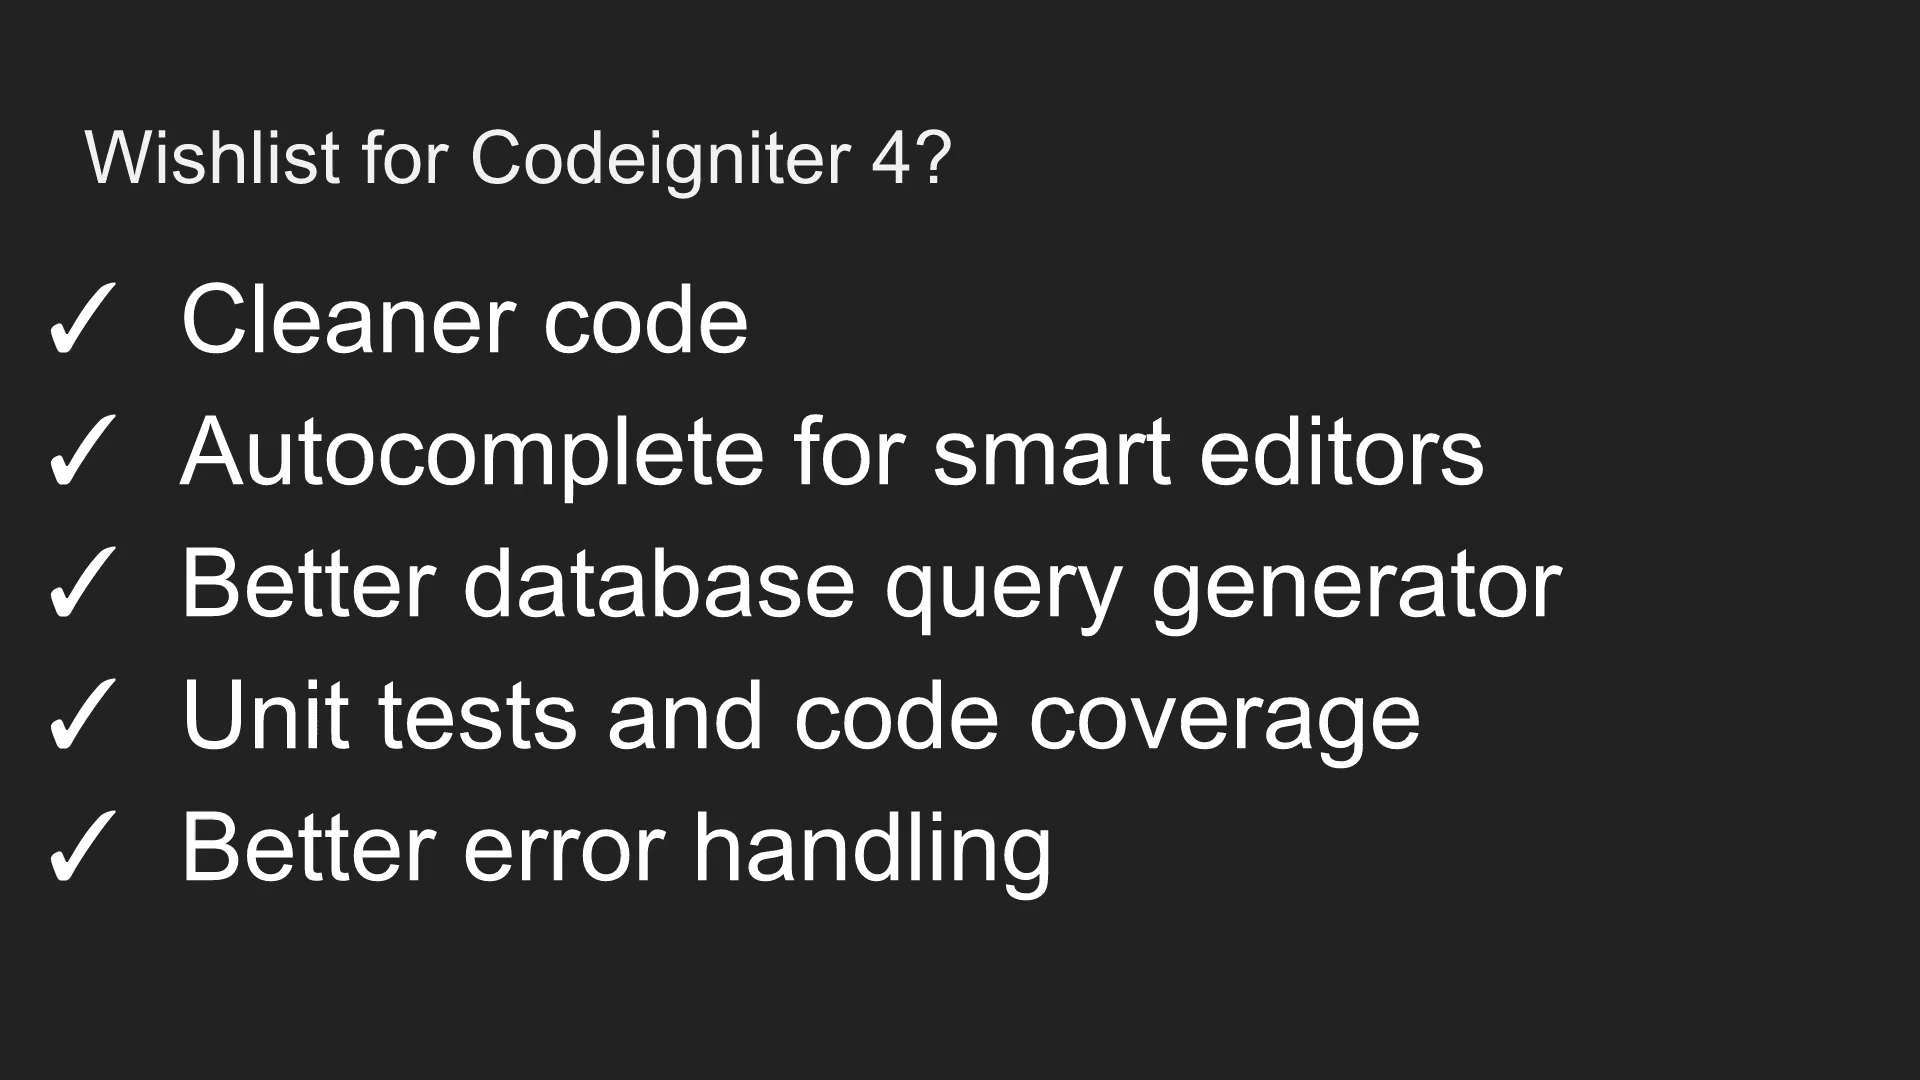 Wishlist for Codeigniter 4?
✓ Cleaner code
✓ Autocomplete for smart editors
✓ Better database query generator
✓ Unit tests and code coverage
✓ Better error handling